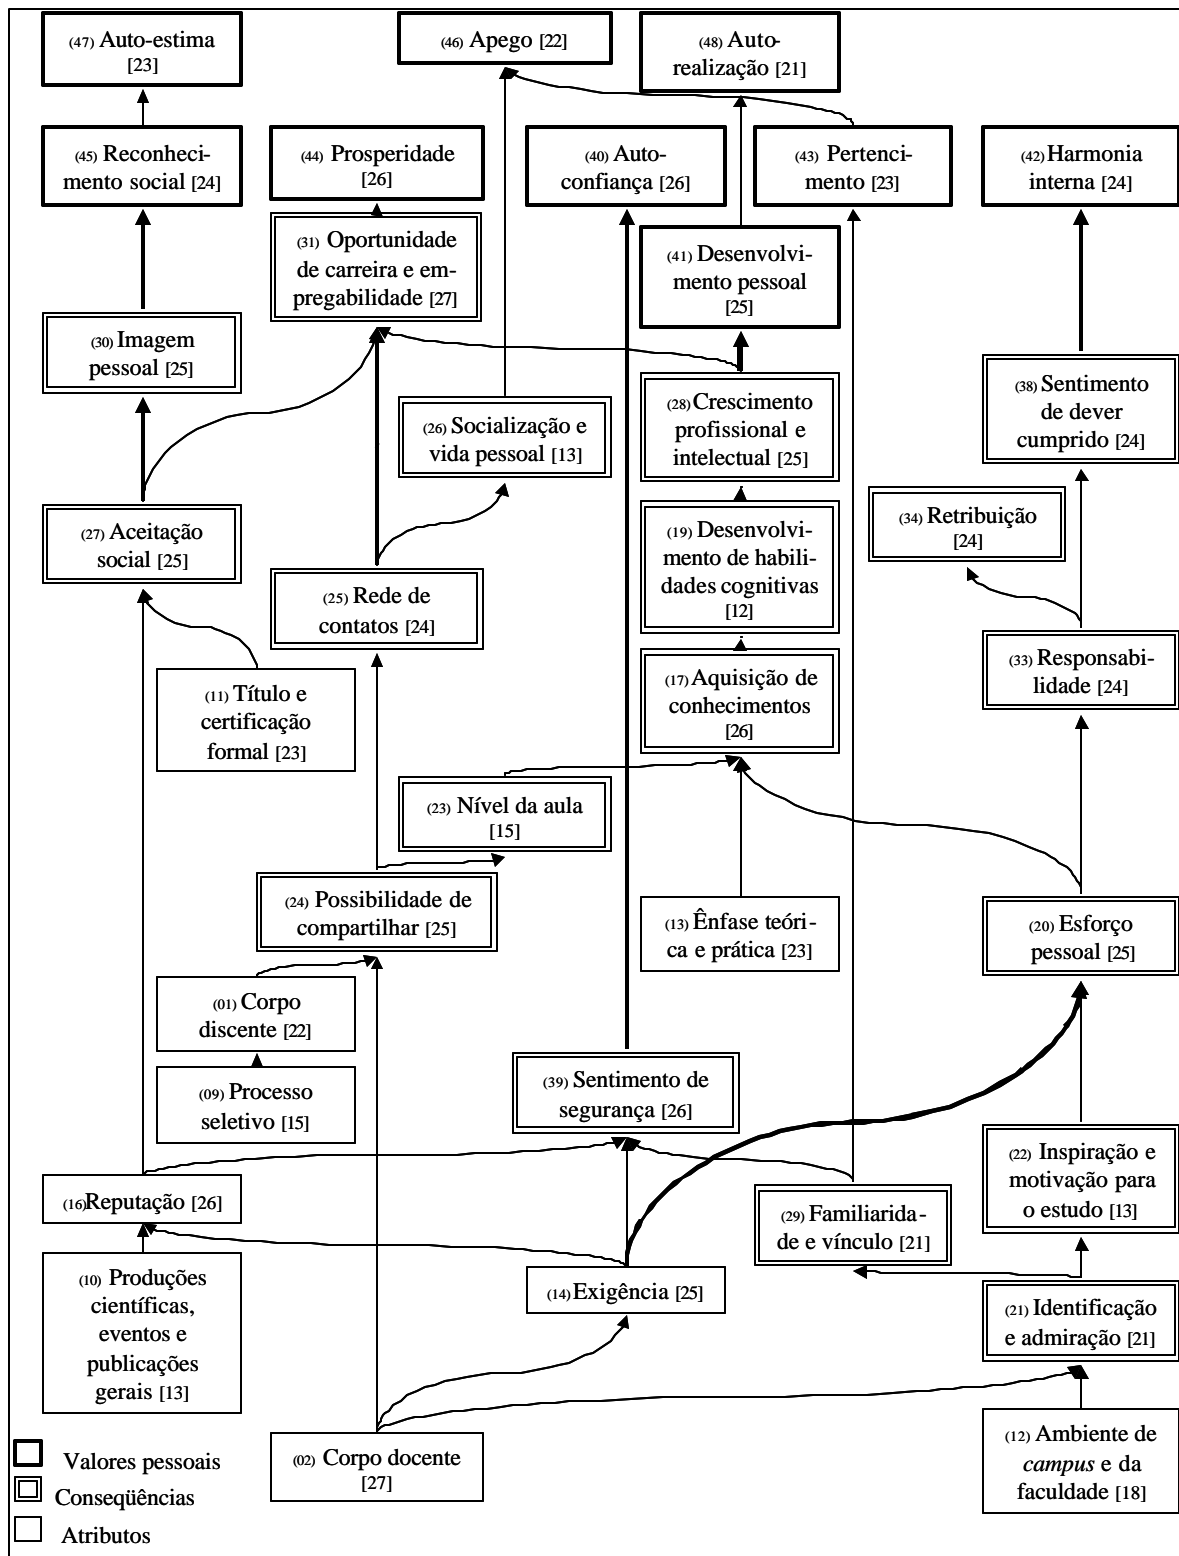 (47) Auto-estima
[23]
(46) Apego [22]
(48) Auto-
realização [21]
(45) Reconheci-
mento social [24]
(44) Prosperidade
[26]
(40) Auto-
confiança [26]
(43) Pertenci-
mento [23]
(42) Harmonia
interna [24]
(31) Oportunidade
de carreira e em-
pregabilidade [27]
(41) Desenvolvi-
mento pessoal
[25]
(30) Imagem
pessoal [25]
(26) Socialização e
vida pessoal [13]
(28) Crescimento
profissional e
intelectual [25]
(38) Sentimento
de dever
cumprido [24]
(27) Aceitação
social [25]
(19) Desenvolvi-
mento de habili-
dades cognitivas
[12]
(34) Retribuição
[24]
(25) Rede de
contatos [24]
(11) Título e
certificação
formal [23]
(17) Aquisição de
conhecimentos
[26]
(33) Responsabi-
lidade [24]
(23) Nível da aula
[15]
(24) Possibilidade de
compartilhar [25]
(13) Ênfase teóri-
ca e prática [23]
(20) Esforço
pessoal [25]
(01) Corpo
discente [22]
(09) Processo
seletivo [15]
(39) Sentimento de
segurança [26]
(16)Reputação [26]
(29) Familiarida-
de e vínculo [21]
(22) Inspiração e
motivação para
o estudo [13]
(10) Produções
científicas,
eventos e
publicações
gerais [13]
(14)Exigência [25]
(21) Identificação
e admiração [21]
(02) Corpo docente
[27]
(12) Ambiente de
campus e da
faculdade [18]
Valores pessoais
Conseqüências
Atributos